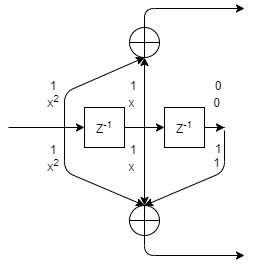 1 1 0
x² x 0
Z⁻¹ Z⁻¹
1 1 1
x² x 1